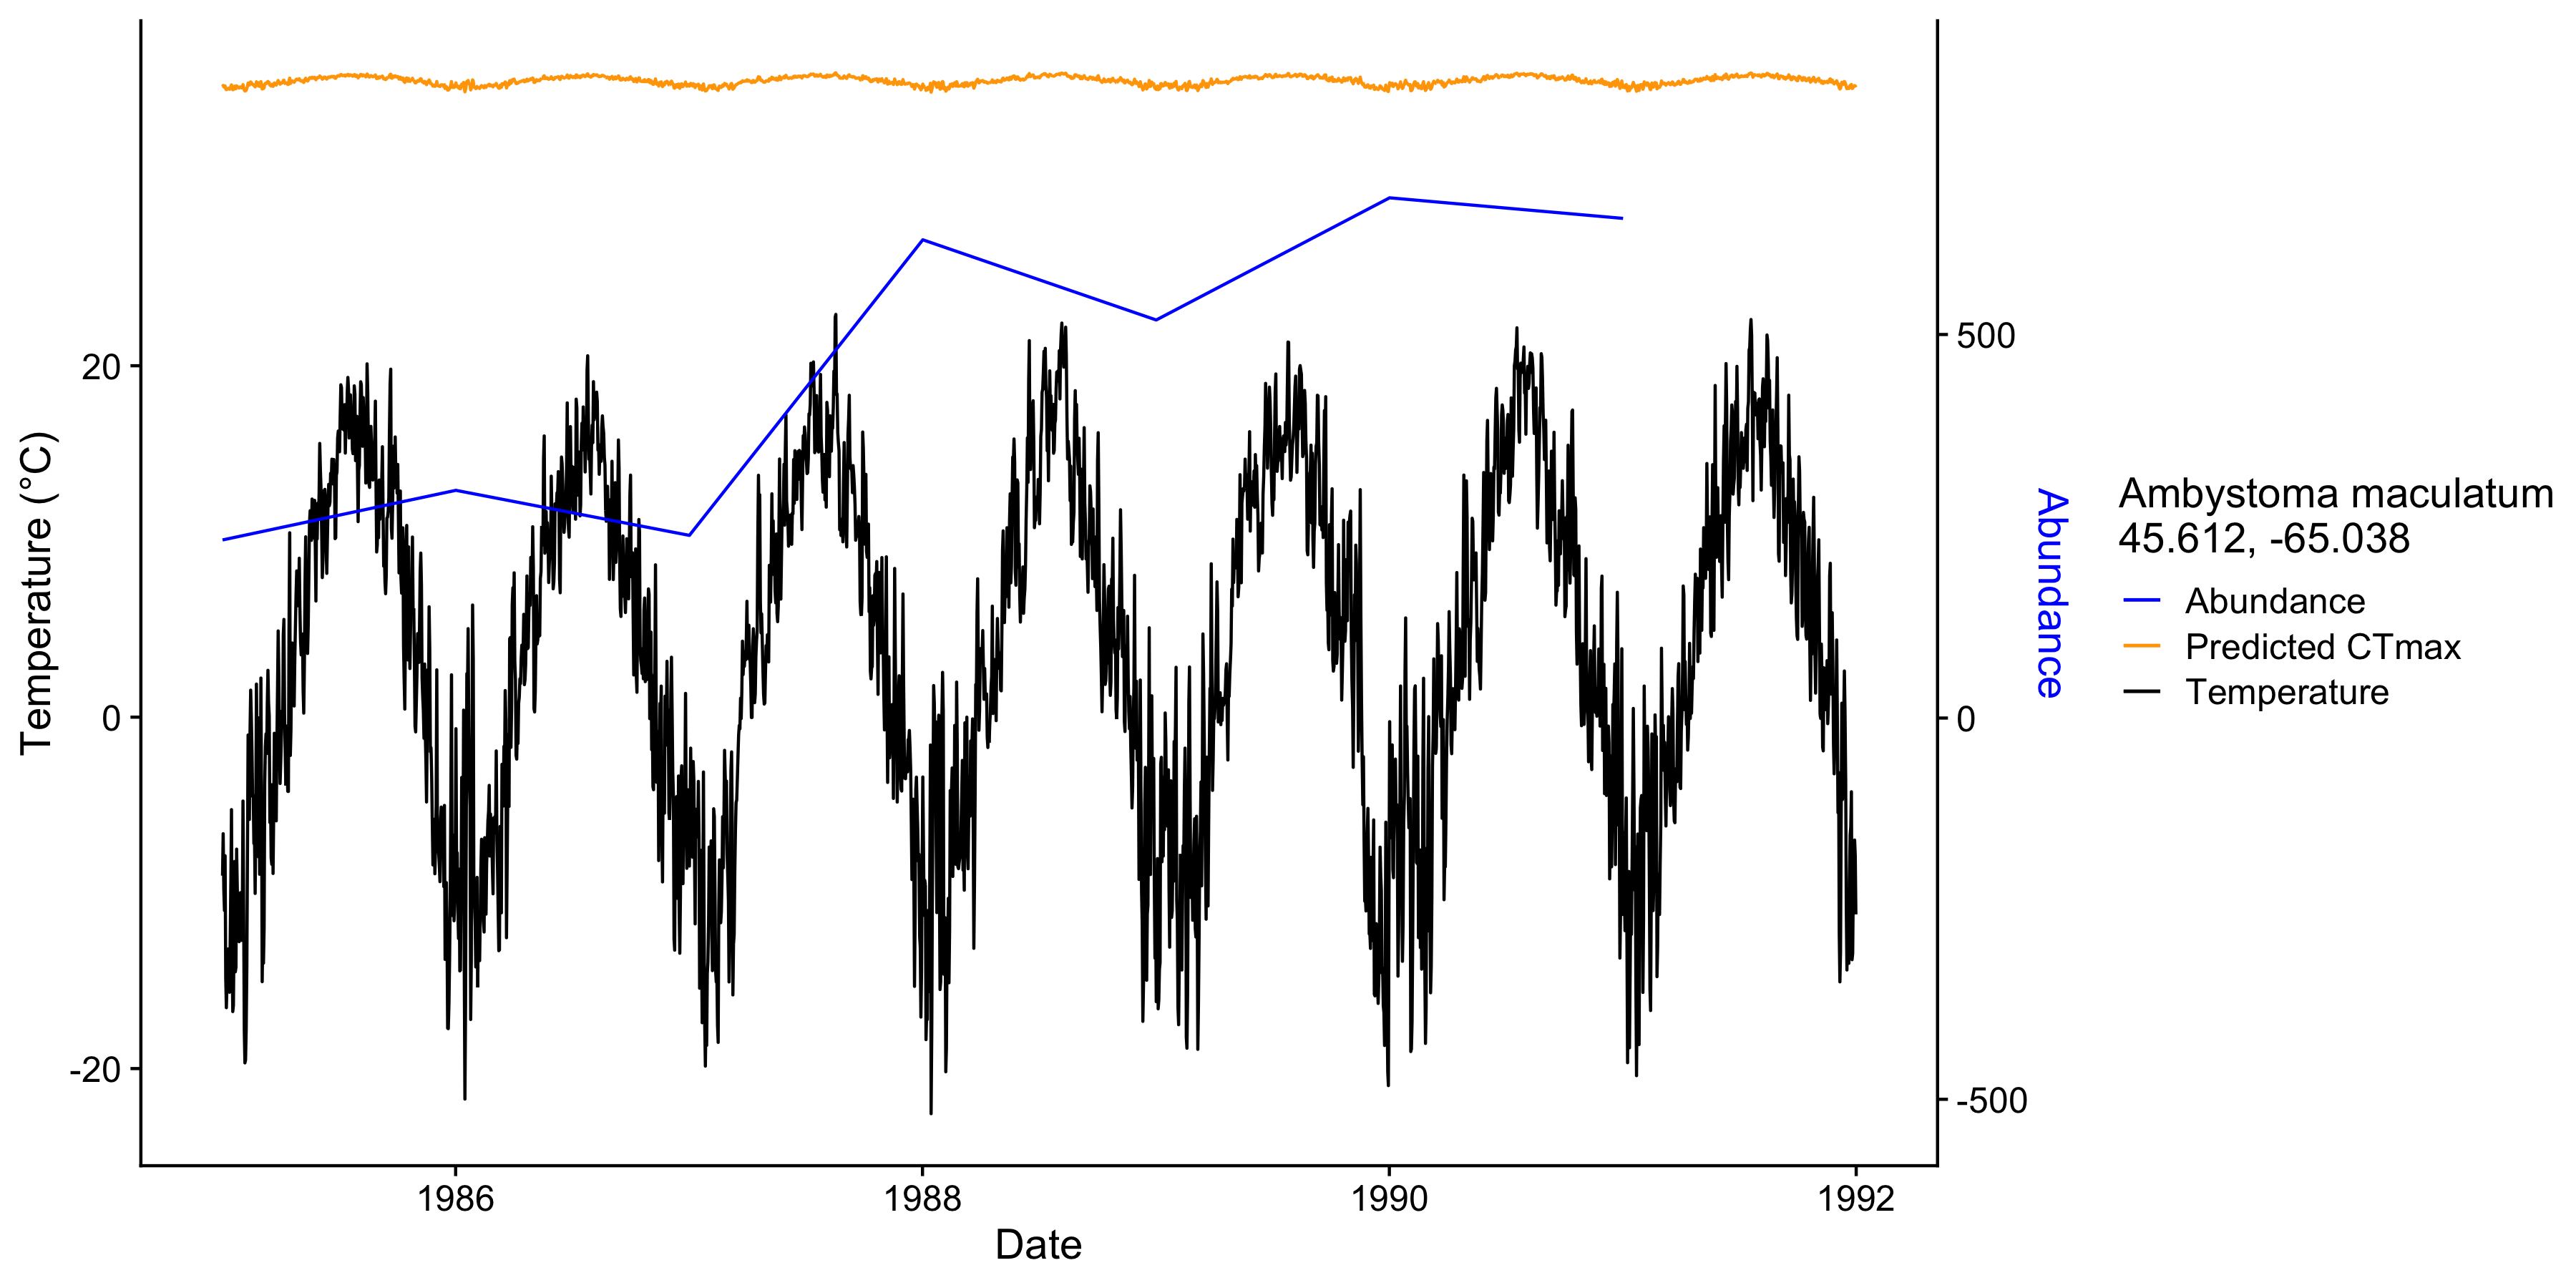 Temperature (°C)
20
0
-20
1986
1988
1990
1992
Date
500
0
-500
Abundance
Ambystoma maculatum
45.612, -65.038
Abundance
Predicted CTmax
Temperature